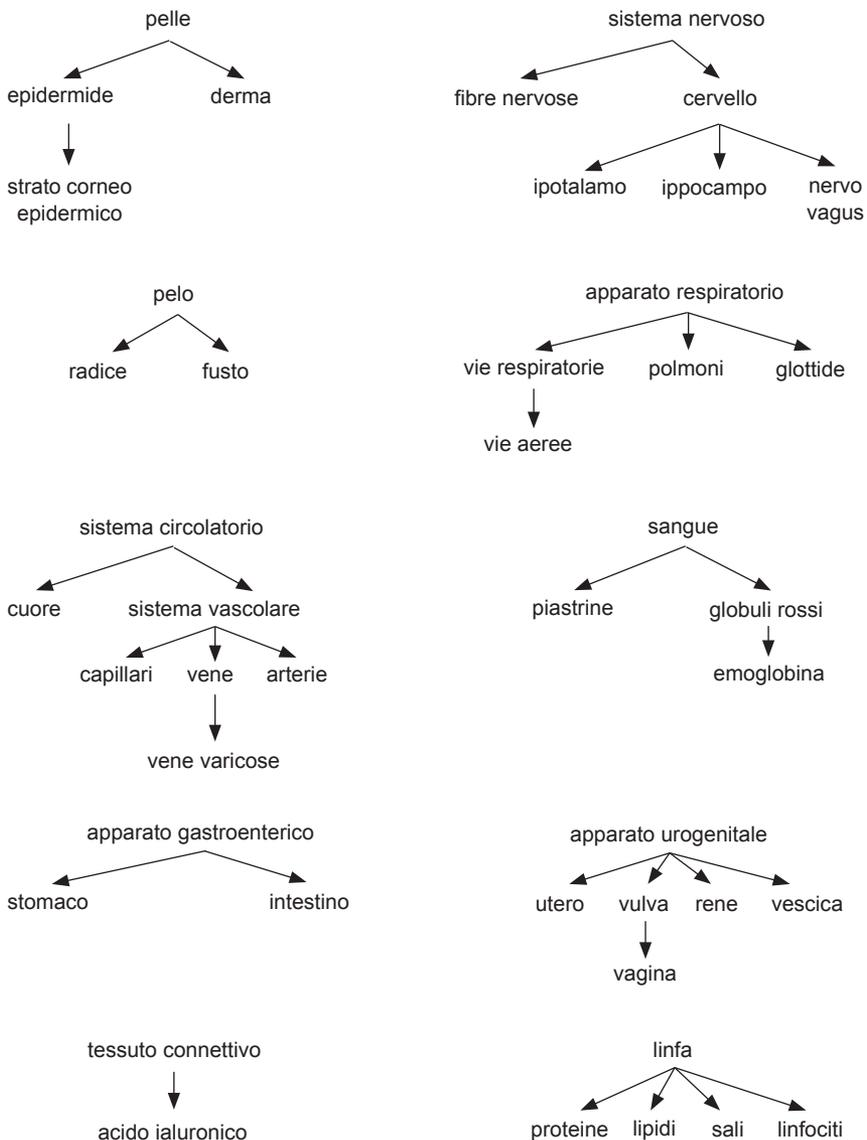 pelle
epidermide derma
strato corneo
epidermico
sistema nervoso
fibre nervose cervello
ipotalamo ippocampo nervo
vagus
pelo
radice fusto
apparato respiratorio
vie respiratorie polmoni glottide
vie aeree
sistema circolatorio
cuore sistema vascolare
capillari vene arterie
vene varicose
sangue
piastrine globuli rossi
emoglobina
apparato gastroenterico
stomaco intestino
apparato urogenitale
utero vulva rene vescica
vagina
tessuto connettivo
acido ialuronico
linfa
proteine lipidi sali linfociti